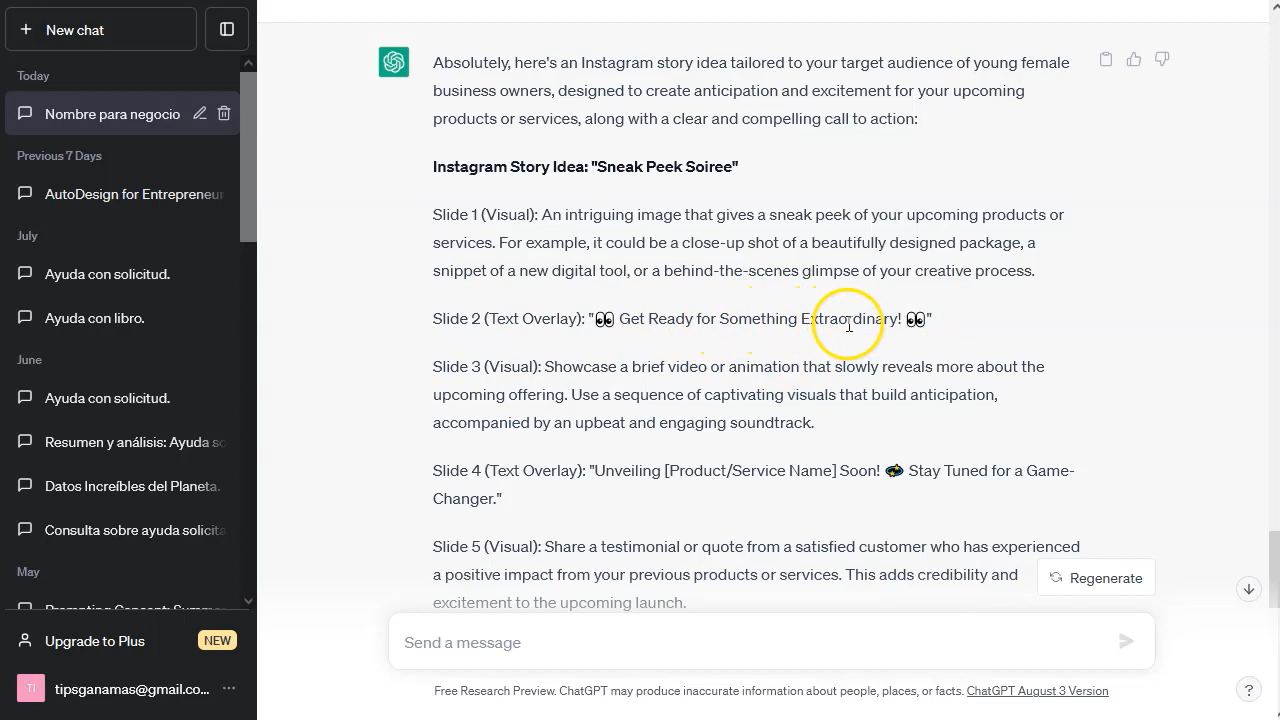 New chat
Today
Nombre para negocio
Previous 7 Days
AutoDesign for Entrepreneur
July
Ayuda con solicitud.
Ayuda con libro.
June
Ayuda con solicitud.
Resumen y análisis: Ayuda so
Datos Increíbles del Planeta.
Consulta sobre ayuda solicita
May
Upgrade to Plus NEW
TI tipsganamas@gmail.co... ...
Absolutely, here's an Instagram story idea tailored to your target audience of young female
business owners, designed to create anticipation and excitement for your upcoming
products or services, along with a clear and compelling call to action:
Instagram Story Idea: "Sneak Peek Soiree"
Slide 1 (Visual): An intriguing image that gives a sneak peek of your upcoming products or
services. For example, it could be a close-up shot of a beautifully designed package, a
snippet of a new digital tool, or a behind-the-scenes glimpse of your creative process.
Slide 2 (Text Overlay): "👀 Get Ready for Something Extraordinary! 👀"
Slide 3 (Visual): Showcase a brief video or animation that slowly reveals more about the
upcoming offering. Use a sequence of captivating visuals that build anticipation,
accompanied by an upbeat and engaging soundtrack.
Slide 4 (Text Overlay): "Unveiling [Product/Service Name] Soon! 💫 Stay Tuned for a Game-
Changer."
Slide 5 (Visual): Share a testimonial or quote from a satisfied customer who has experienced
a positive impact from your previous products or services. This adds credibility and
excitement to the upcoming launch.
Regenerate
Send a message
Free Research Preview. ChatGPT may produce inaccurate information about people, places, or facts. ChatGPT August 3 Version
?